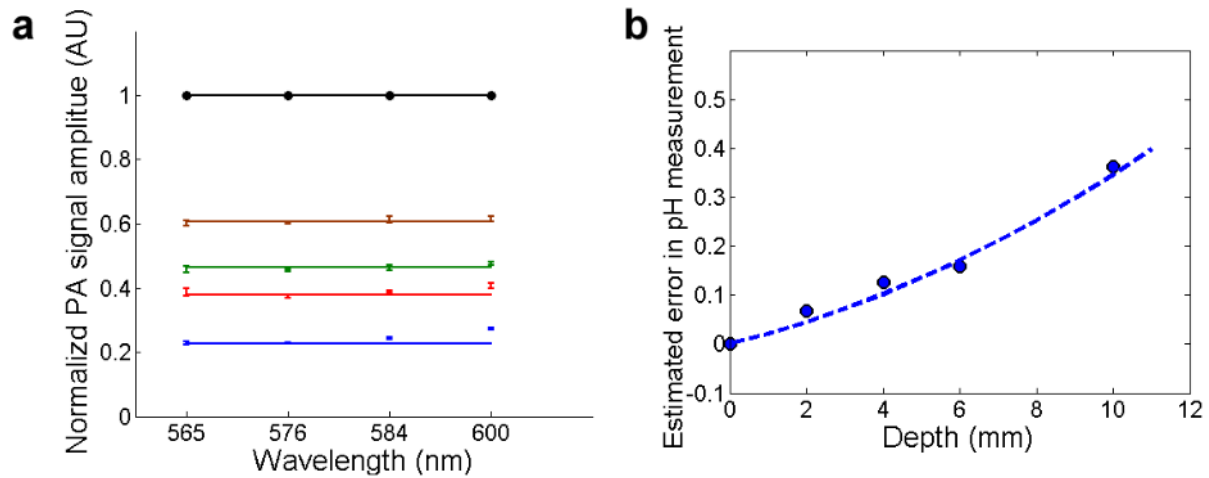 a
Normalizd PA signal amplitue (AU)
1
0.8
0.6
0.4
0.2
0
565 576 584 600
Wavelength (nm)
b
Estimated error in pH measurement
0.5
0.4
0.3
0.2
0.1
0
-0.1
0 2 4 6 8 10 12
Depth (mm)